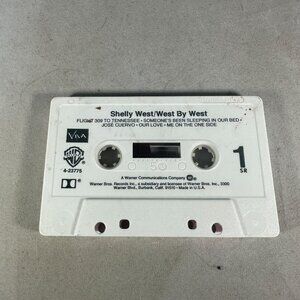 Shelly West/West By West
FLIGHT 309 TO TENNESSEE • SOMEONE'S BEEN SLEEPING IN OUR BED •
JOSE CUERVO • OUR LOVE • ME ON THE ONE SIDE
VIVA
1
SR
4-23775
A Warner Communications Company
Warner Bros. Records Inc., a subsidiary and licensee of Warner Bros. Inc., 3300
Warner Blvd., Burbank, Calif. 91510 • Made in U.S.A.